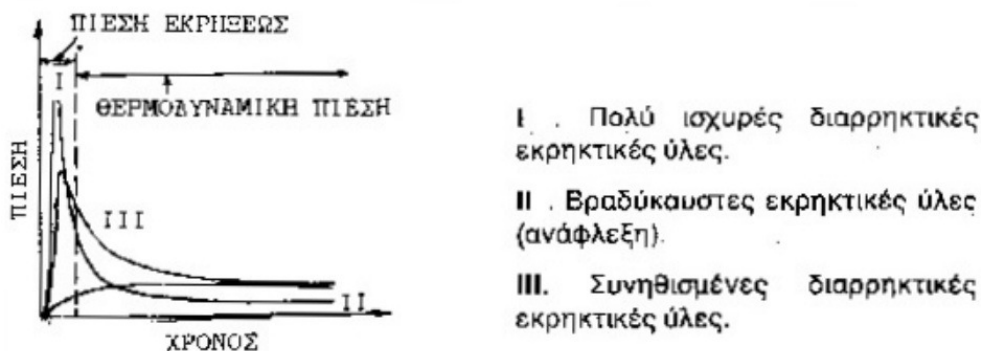 ΠΙΕΣΗ ΕΚΡΗΞΕΩΣ
I
ΘΕΡΜΟΔΥΝΑΜΙΚΗ ΠΙΕΣΗ
ΠΙΕΣΗ
III
II
ΧΡΟΝΟΣ
I . Πολύ ισχυρές διαρρηκτικές
εκρηκτικές ύλες.
II . Βραδύκαυστες εκρηκτικές ύλες
(ανάφλεξη).
III. Συνηθισμένες διαρρηκτικές
εκρηκτικές ύλες.